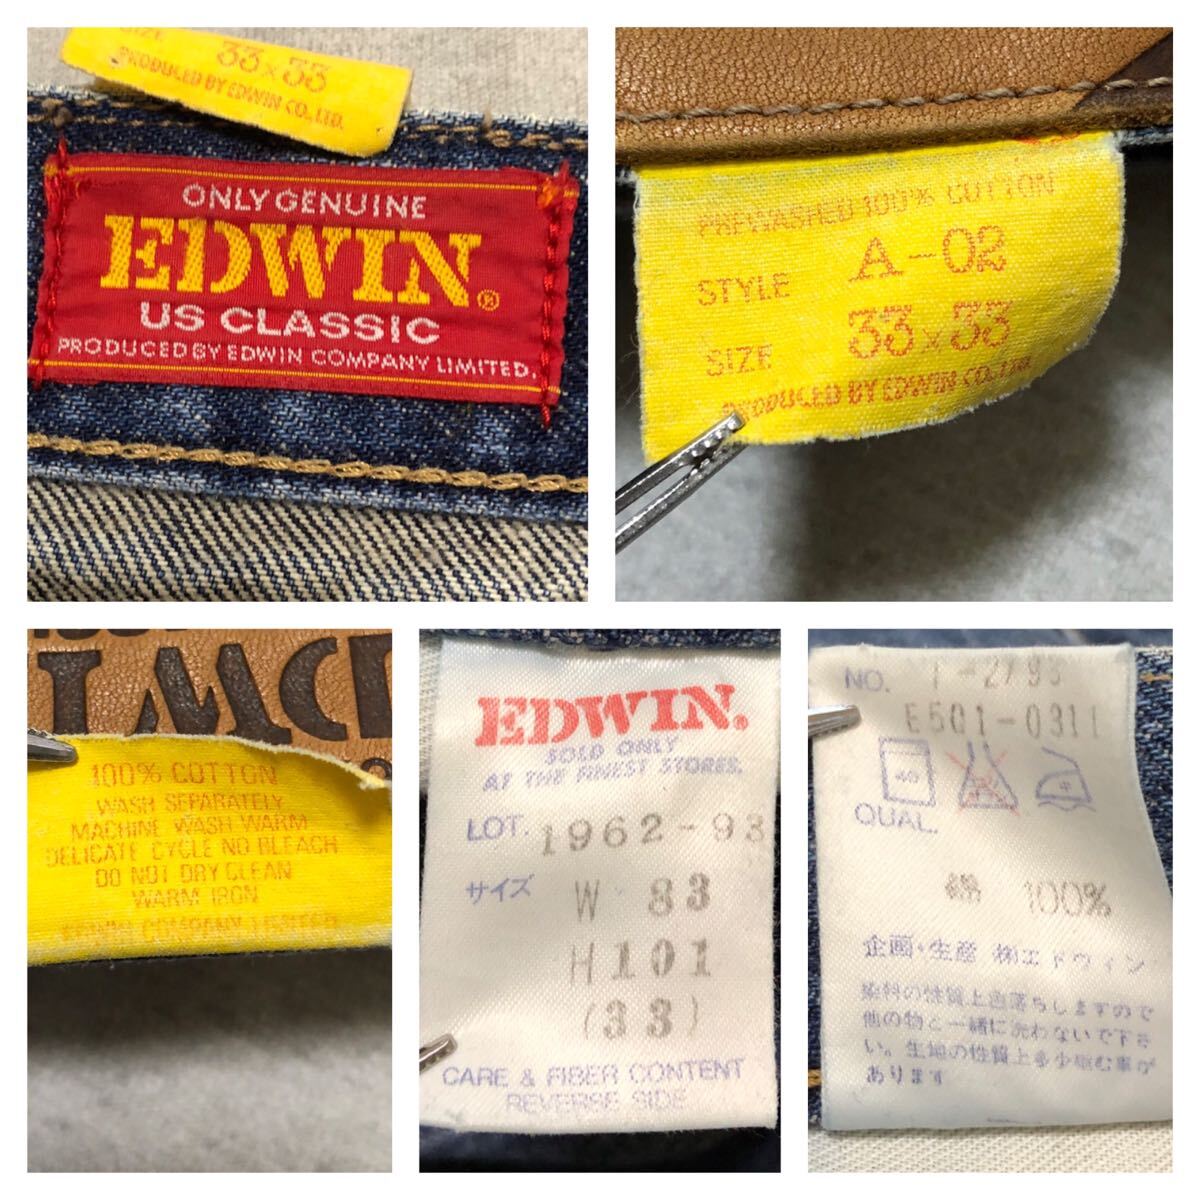 SIZE 33×33
PRODUCED BY EDWIN CO., LTD.
ONLY GENUINE
EDWIN®
US CLASSIC
PRODUCED BY EDWIN COMPANY LIMITED.
PREWASHED 100% COTTON
STYLE A-02
SIZE 33×33
PRODUCED BY EDWIN CO., LTD.
100% COTTON
WASH SEPARATELY
MACHINE WASH WARM
DELICATE CYCLE NO BLEACH
DO NOT DRY CLEAN
WARM IRON
EDWIN COMPANY LIMITED
EDWIN.
SOLD ONLY
AT THE FINEST STORES.
LOT. 1962-93
サイズ W 83
H101
(33)
CARE & FIBER CONTENT
REVERSE SIDE
NO.
E501-0311
40
QUAL.
綿 100%
企画・生産 ㈱エドウィン
染料の性質上色落ちしますので
他の物と一緒に洗わないで下さ
い。生地の性質上多少歪む事が
あります